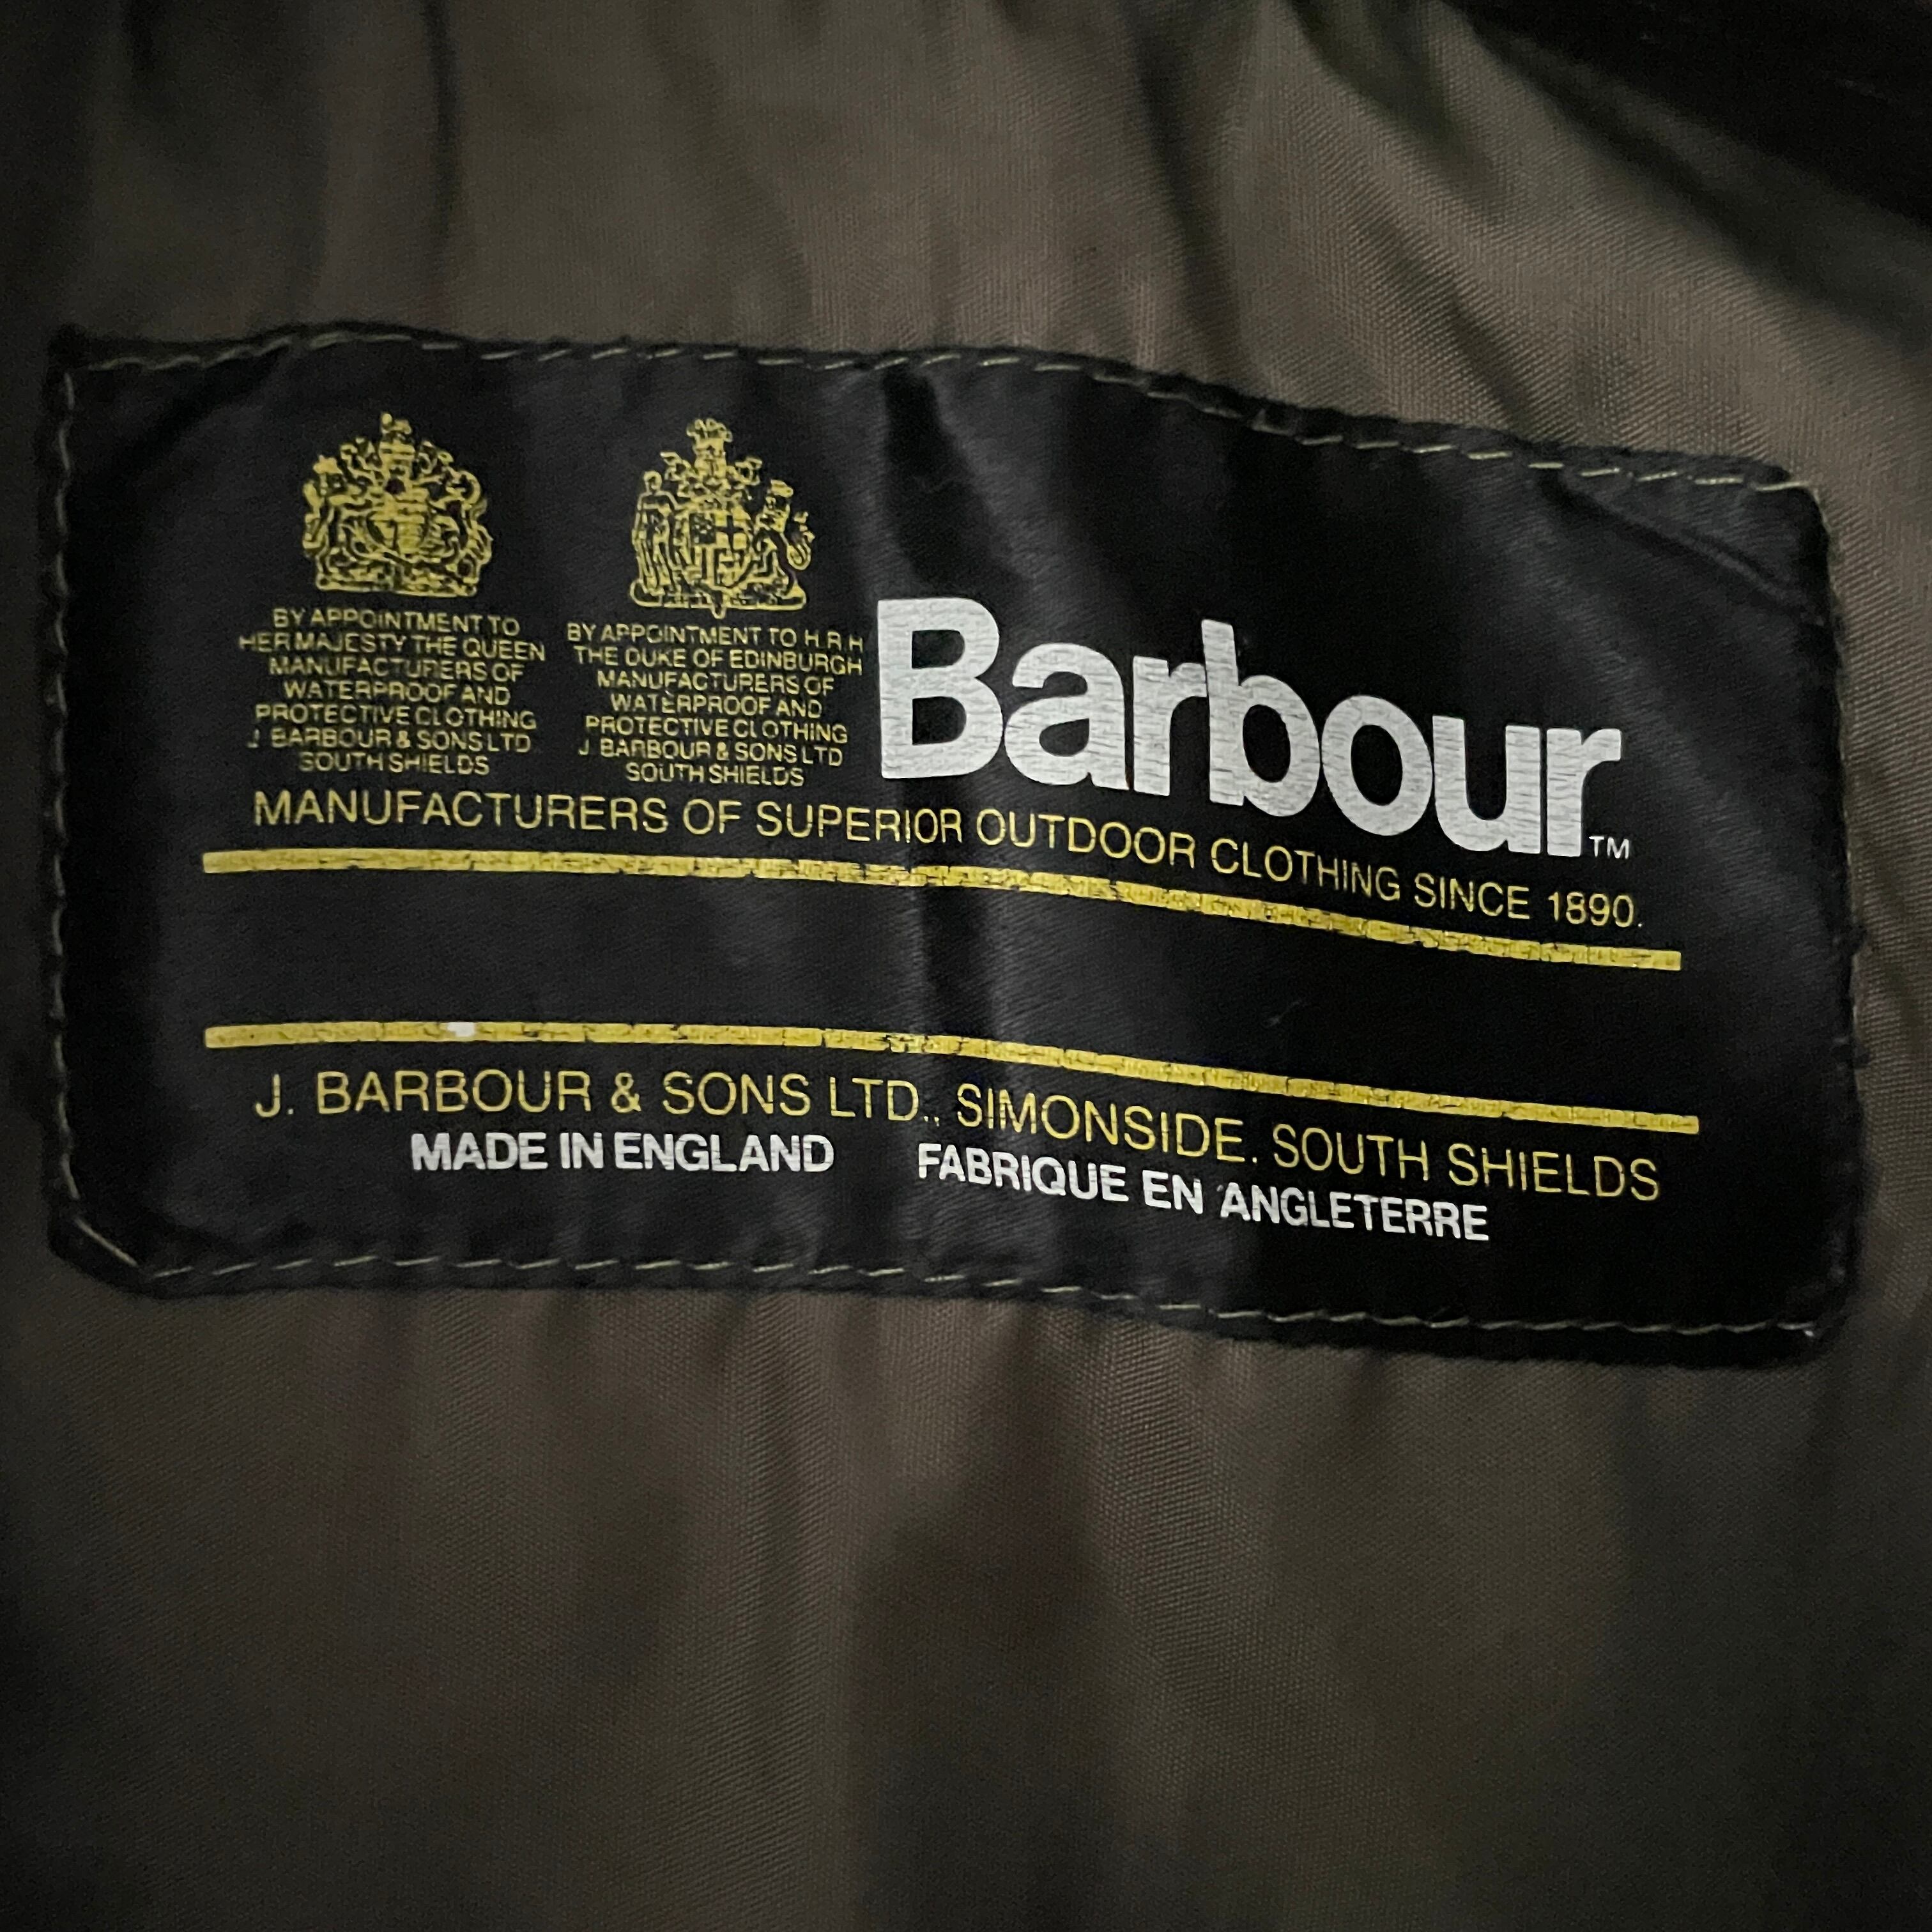 BY APPOINTMENT TO
HER MAJESTY THE QUEEN
MANUFACTURERS OF
WATERPROOF AND
PROTECTIVE CLOTHING
J BARBOUR & SONS LTD
SOUTH SHIELDS
BY APPOINTMENT TO H.R.H
THE DUKE OF EDINBURGH
MANUFACTURERS OF
WATERPROOF AND
PROTECTIVE CLOTHING
J BARBOUR & SONS LTD
SOUTH SHIELDS
Barbour™
MANUFACTURERS OF SUPERIOR OUTDOOR CLOTHING SINCE 1890.
J. BARBOUR & SONS LTD., SIMONSIDE. SOUTH SHIELDS
MADE IN ENGLAND FABRIQUE EN ANGLETERRE